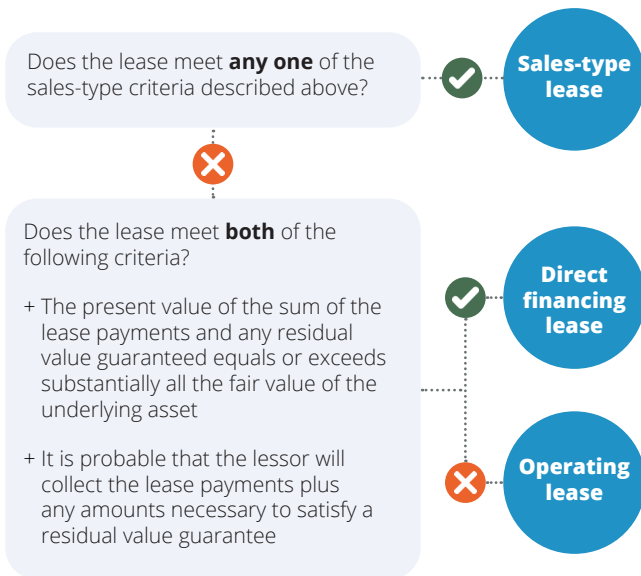 Does the lease meet any one of the
sales-type criteria described above?
Sales-type
lease
Does the lease meet both of the
following criteria?
+ The present value of the sum of the
lease payments and any residual
value guaranteed equals or exceeds
substantially all the fair value of the
underlying asset
+ It is probable that the lessor will
collect the lease payments plus
any amounts necessary to satisfy a
residual value guarantee
Direct
financing
lease
Operating
lease